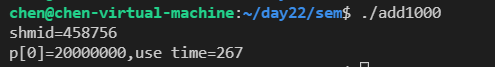 chen@chen-virtual-machine:~/day22/sem$ ./add1000
shmid=458756
p[0]=20000000,use time=267